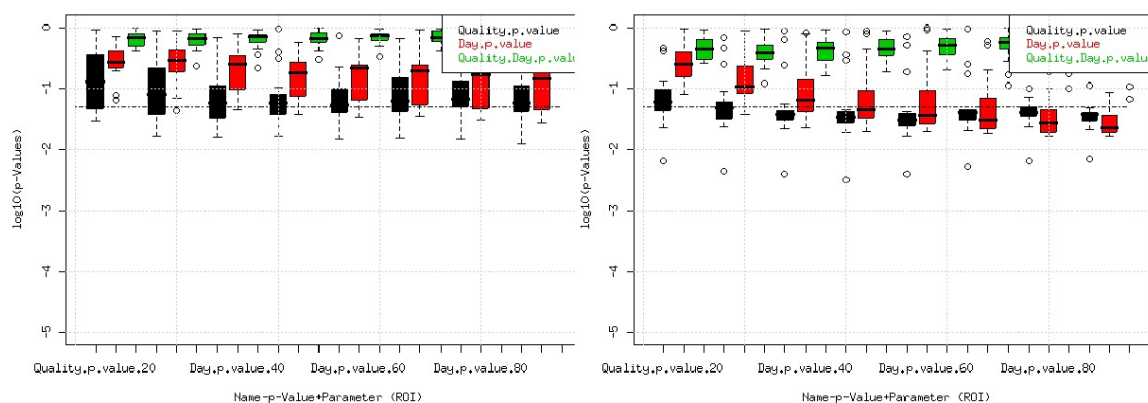 Quality.p.value
Day.p.value
Quality.Day.p.valu
0
-1
-2
-3
-4
-5
log10(p-Values)
Quality.p.value.20
Day.p.value.40
Day.p.value.60
Day.p.value.80
Name-p-Value+Parameter (ROI)
Quality.p.value
Day.p.value
Quality.Day.p.valu
0
-1
-2
-3
-4
-5
log10(p-Values)
Quality.p.value.20
Day.p.value.40
Day.p.value.60
Day.p.value.80
Name-p-Value+Parameter (ROI)